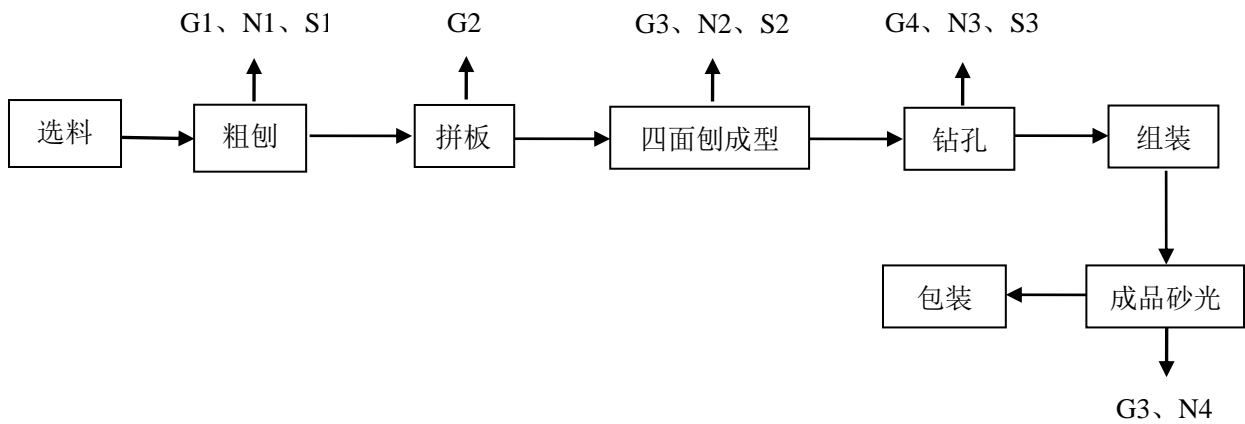 G1、N1、S1
G2
G3、N2、S2
G4、N3、S3
选料
粗刨
拼板
四面刨成型
钻孔
组装
包装
成品砂光
G3、N4